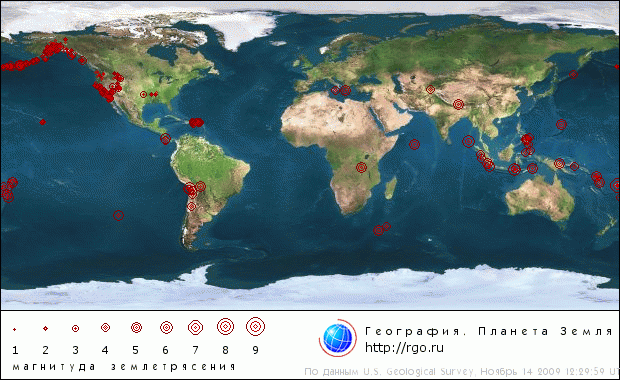 1 2 3 4 5 6 7 8 9
магнитуда землетрясения
География. Планета Земля
http://rgo.ru
По данным U.S. Geological Survey, Ноябрь 14 2009 12:29:59 U